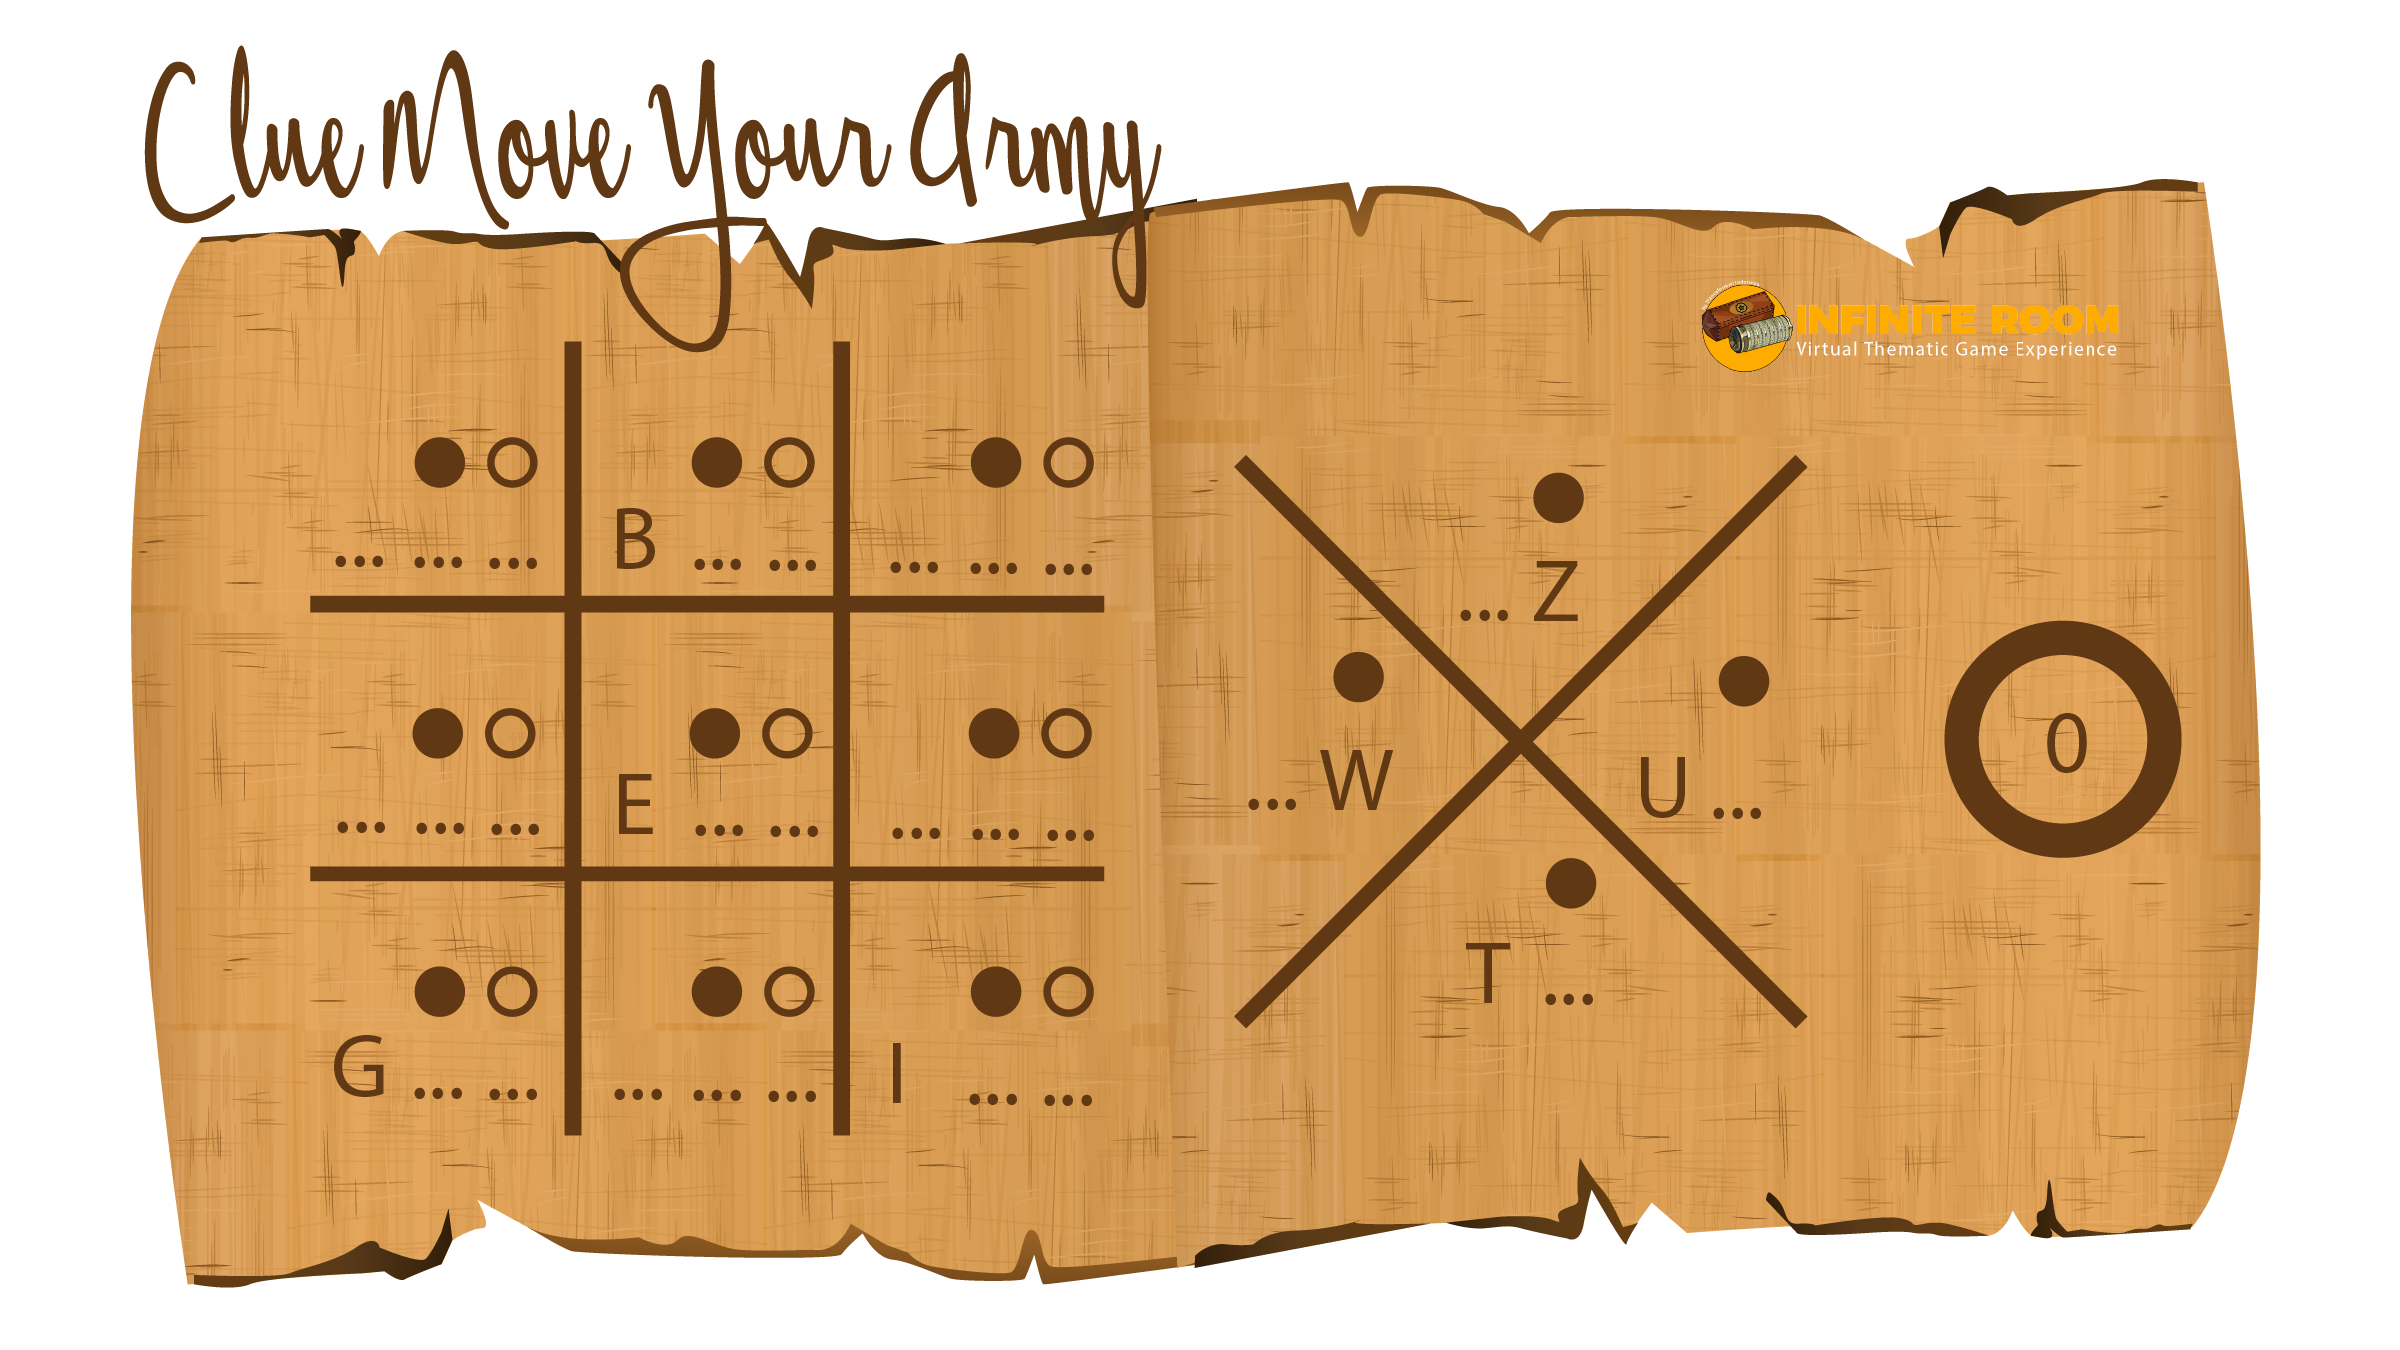 Clue Move Your Army
INFINITE ROOM
Virtual Thematic Game Experience
... ... ... B ... ... ... ... ...
... Z
... ... ... E ... ... ... ... ...
... W U ... 0
T ...
G ... ... ... ... ... I ... ...